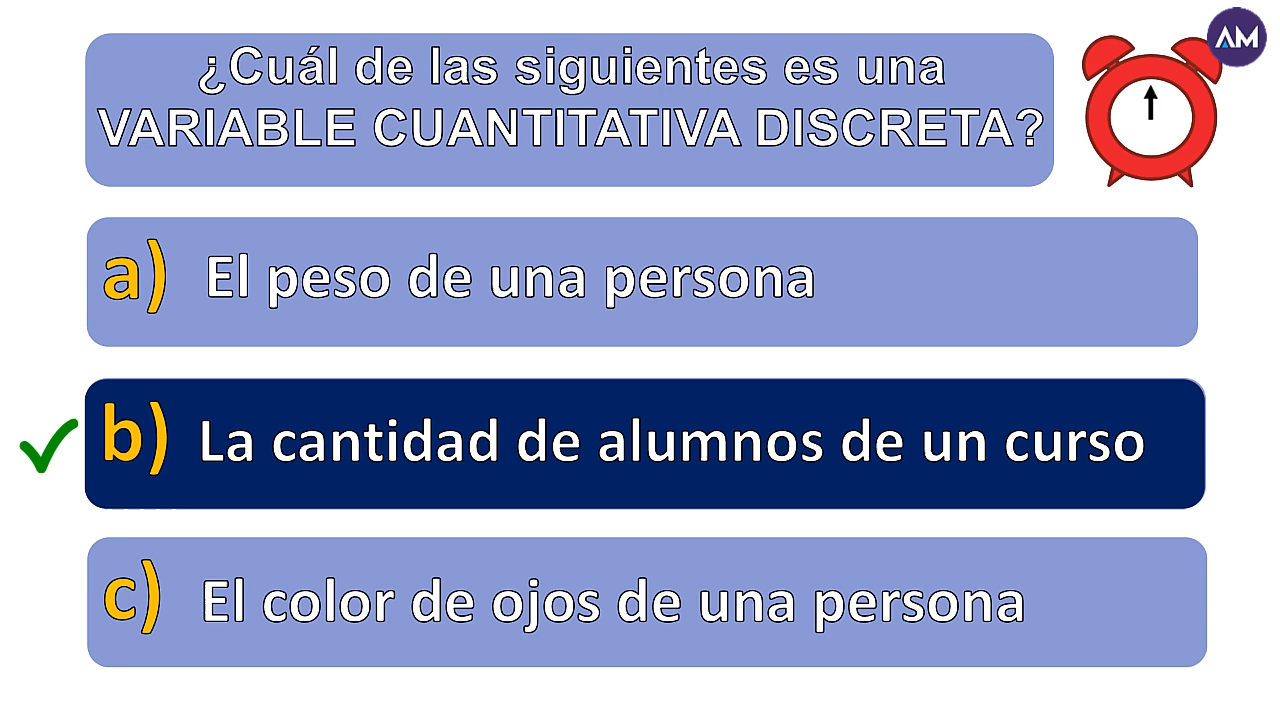 AM
¿Cuál de las siguientes es una
VARIABLE CUANTITATIVA DISCRETA?
a) El peso de una persona
b) La cantidad de alumnos de un curso
c) El color de ojos de una persona